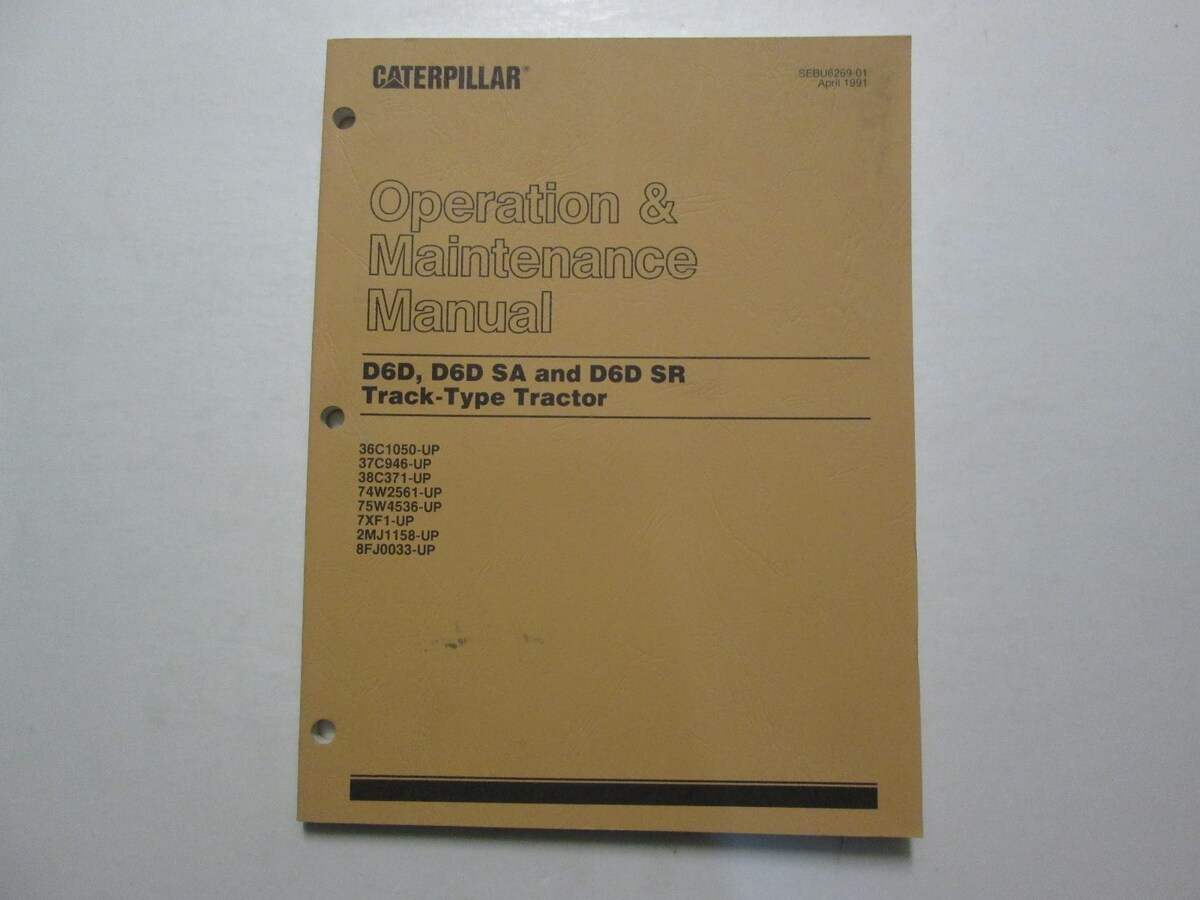 CATERPILLAR®
SEBU6269-01
April 1991
Operation &
Maintenance
Manual
D6D, D6D SA and D6D SR
Track-Type Tractor
36C1050-UP
37C946-UP
38C371-UP
74W2561-UP
75W4536-UP
7XF1-UP
2MJ1158-UP
8FJ0033-UP